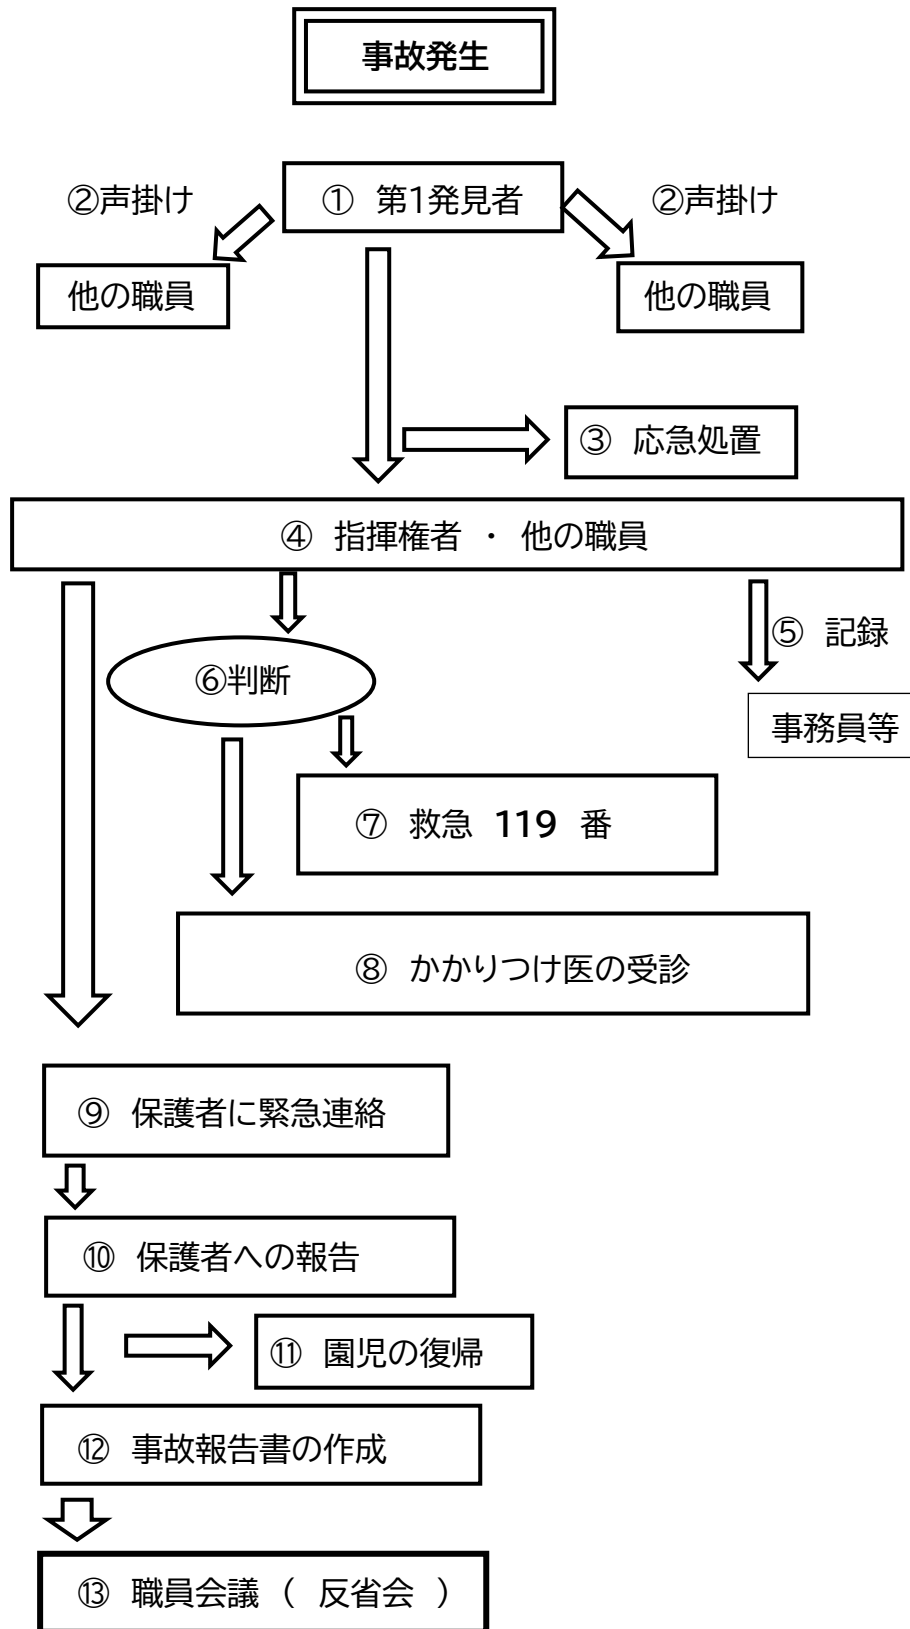 事故発生
②声掛け
① 第1発見者
②声掛け
他の職員
他の職員
③ 応急処置
④ 指揮権者 ・ 他の職員
⑤ 記録
⑥判断
事務員等
⑦ 救急 119 番
⑧ かかりつけ医の受診
⑨ 保護者に緊急連絡
⑩ 保護者への報告
⑪ 園児の復帰
⑫ 事故報告書の作成
⑬ 職員会議 ( 反省会 )